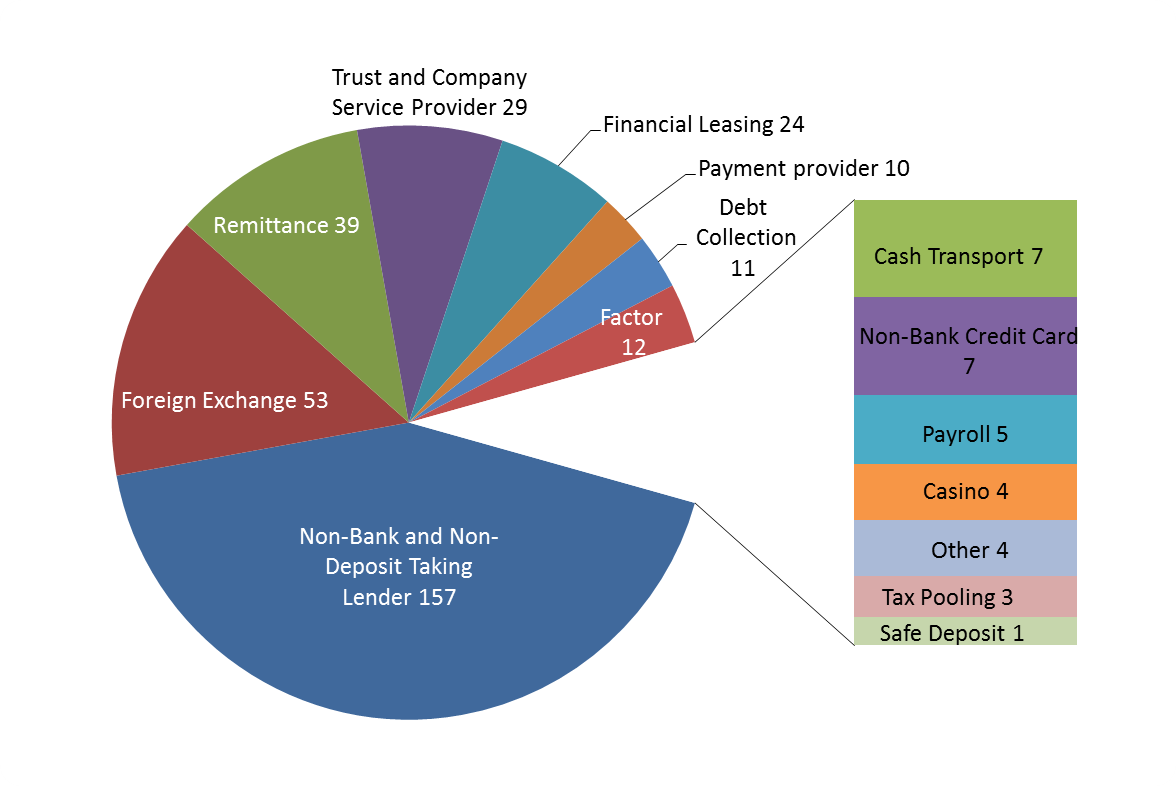 Trust and Company
Service Provider 29
Financial Leasing 24
Payment provider 10
Debt
Collection
11
Remittance 39
Factor
12
Foreign Exchange 53
Non-Bank and Non-
Deposit Taking
Lender 157
Cash Transport 7
Non-Bank Credit Card
7
Payroll 5
Casino 4
Other 4
Tax Pooling 3
Safe Deposit 1